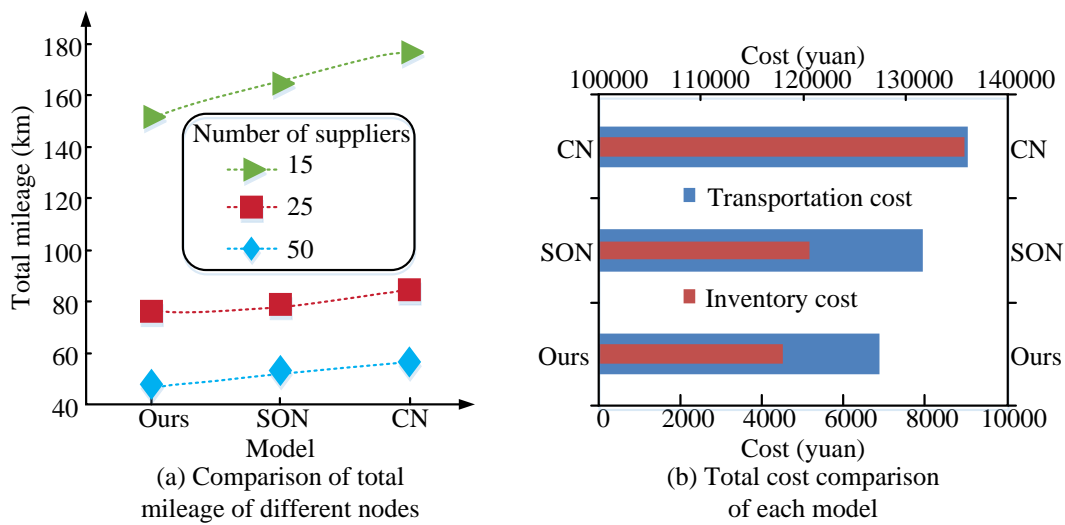 Total mileage (km)
180
160
140
120
100
80
60
40
Number of suppliers
15
25
50
Ours SON CN
Model
(a) Comparison of total
mileage of different nodes
Cost (yuan)
100000 110000 120000 130000 140000
CN CN
Transportation cost
SON SON
Inventory cost
Ours Ours
0 2000 4000 6000 8000 10000
Cost (yuan)
(b) Total cost comparison
of each model